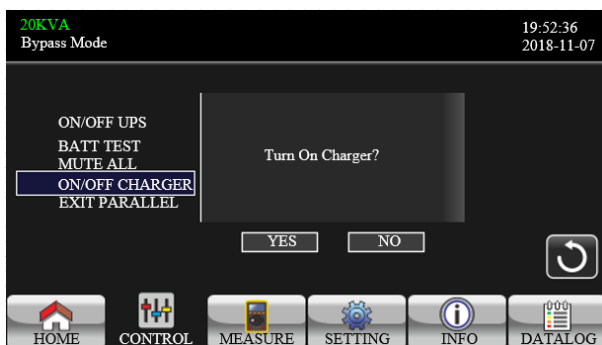 20KVA
Bypass Mode
19:52:36
2018-11-07
ON/OFF UPS
BATT TEST
MUTE ALL
ON/OFF CHARGER
EXIT PARALLEL
Turn On Charger?
YES NO
HOME CONTROL MEASURE SETTING INFO DATALOG